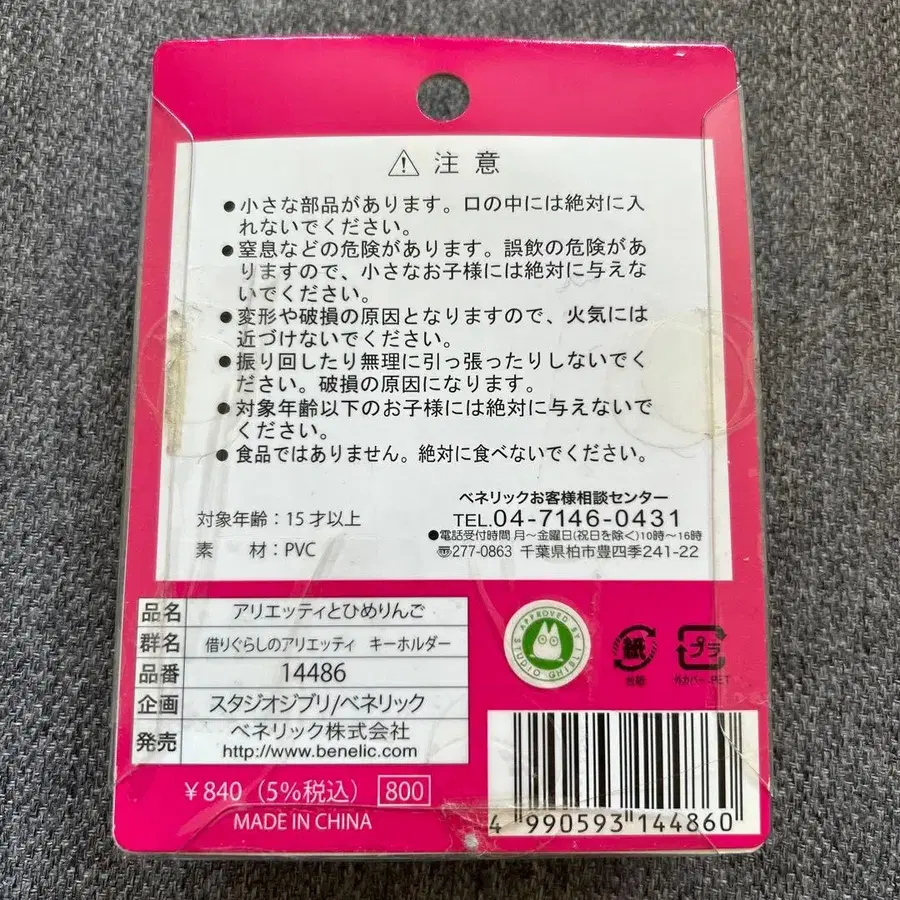 ⚠ 注意
●小さな部品があります。口の中には絶対に入
れないでください。
●窒息などの危険があります。誤飲の危険があ
りますので、小さなお子様には絶対に与えな
いでください。
●変形や破損の原因となりますので、火気には
近づけないでください。
●振り回したり無理に引っ張ったりしないでく
ださい。破損の原因になります。
●対象年齢以下のお子様には絶対に与えないで
ください。
●食品ではありません。絶対に食べないでください。
対象年齢：15才以上
素　材：PVC
ベネリックお客様相談センター
TEL.04-7146-0431
●電話受付時間 月～金曜日(祝日を除く)10時～16時
〠277-0863 千葉県柏市豊四季241-22
品名 アリエッティとひめりんご
群名 借りぐらしのアリエッティ キーホルダー
品番 14486
企画 スタジオジブリ/ベネリック
発売 ベネリック株式会社
http://www.benelic.com
APPROVED BY STUDIO GHIBLI
紙
台紙
プラ
外カバー:PET
￥840（5%税込） 800
MADE IN CHINA
4 990593 144860